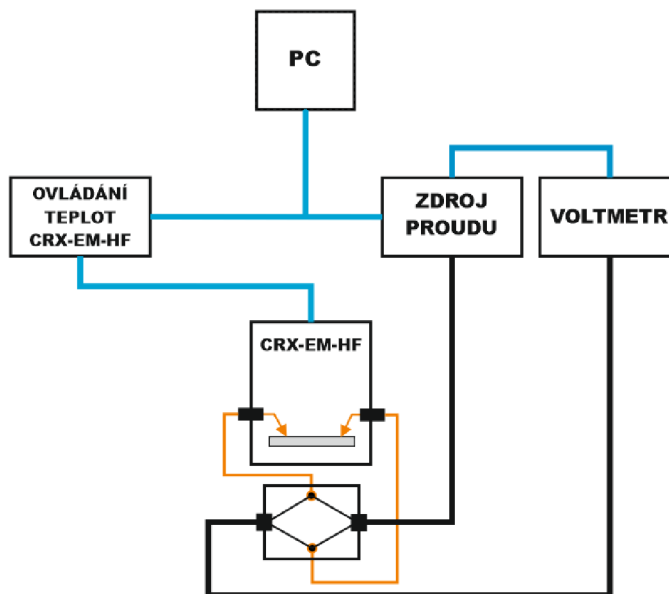 PC
OVLÁDÁNÍ
TEPLOT
CRX-EM-HF
ZDROJ
PROUDU
VOLTMETR
CRX-EM-HF